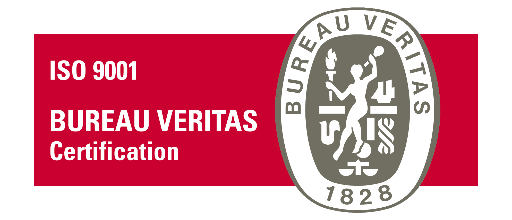 ISO 9001
BUREAU VERITAS
Certification
BUREAU VERITAS
1828